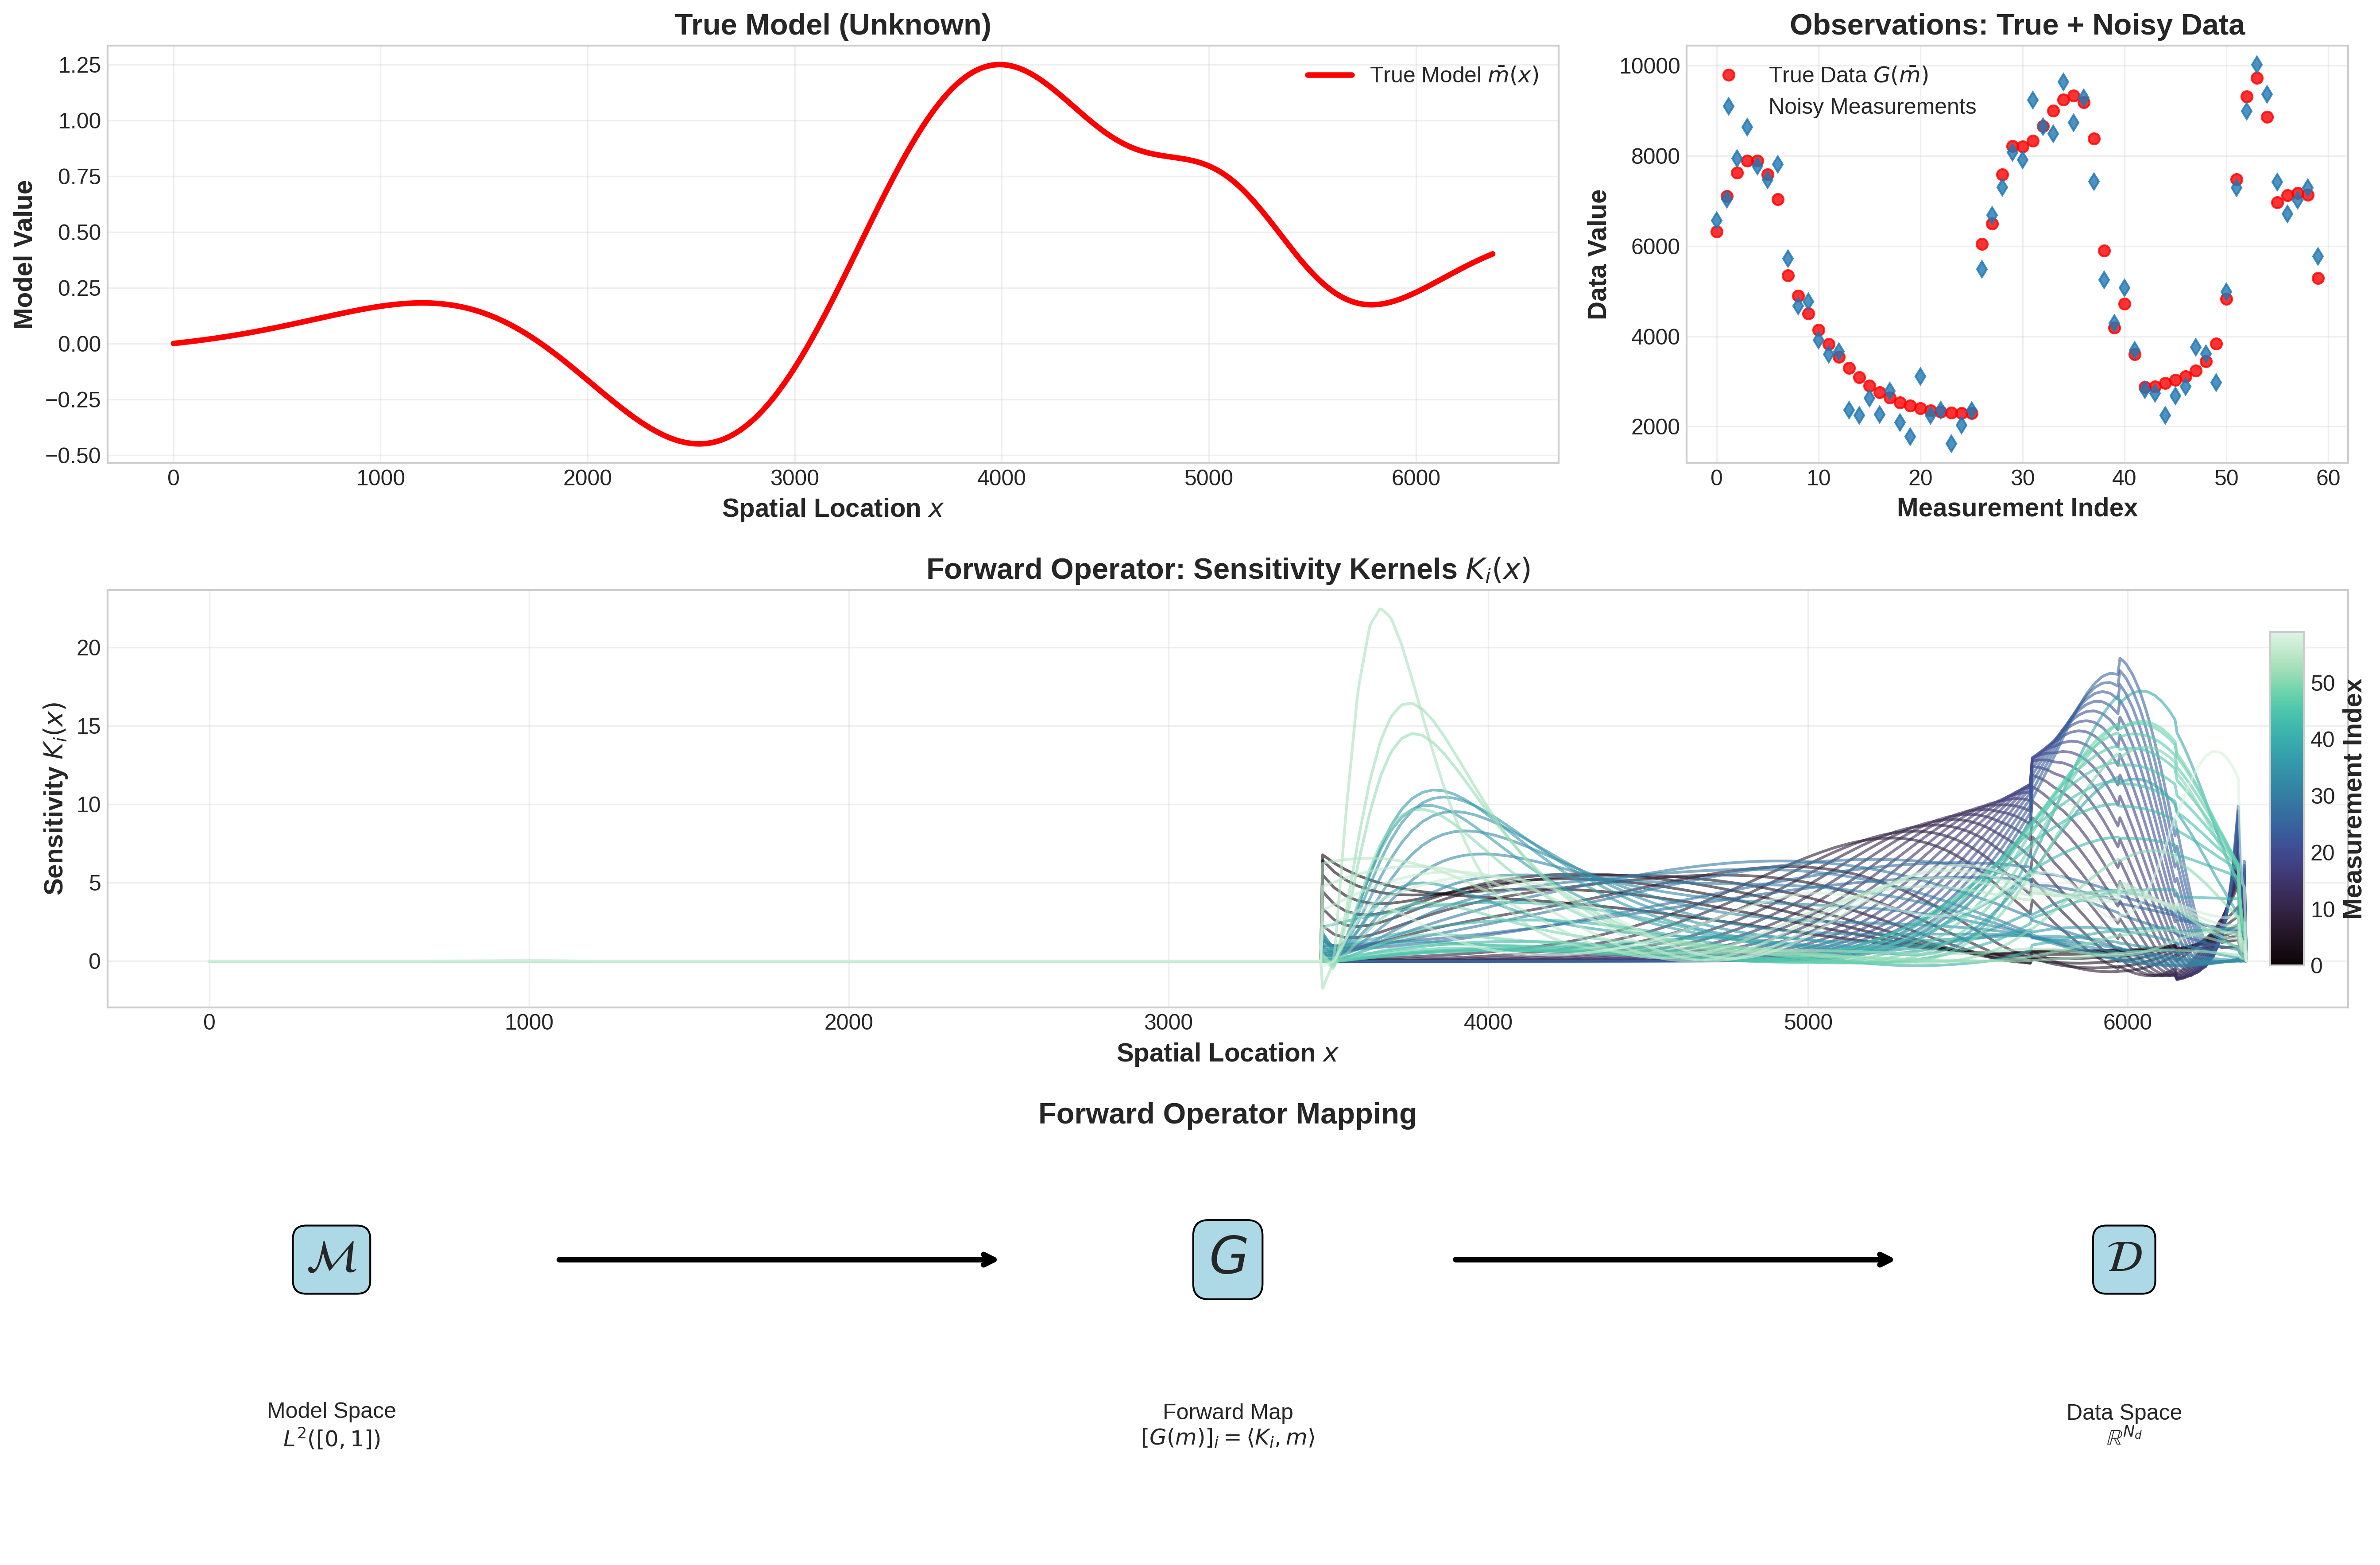 True Model (Unknown)
True Model m̄(x)
Model Value
1.25
1.00
0.75
0.50
0.25
0.00
−0.25
−0.50
0 1000 2000 3000 4000 5000 6000
Spatial Location x
Observations: True + Noisy Data
True Data G(m̄)
Noisy Measurements
Data Value
10000
8000
6000
4000
2000
0 10 20 30 40 50 60
Measurement Index
Forward Operator: Sensitivity Kernels Kᵢ(x)
Sensitivity Kᵢ(x)
20
15
10
5
0
0 1000 2000 3000 4000 5000 6000
Spatial Location x
50
40
30
20
10
0
Measurement Index
Forward Operator Mapping
ℳ G 𝒟
Model Space
L²([0, 1])
Forward Map
[G(m)]ᵢ = ⟨Kᵢ, m⟩
Data Space
ℝ^{N_d}